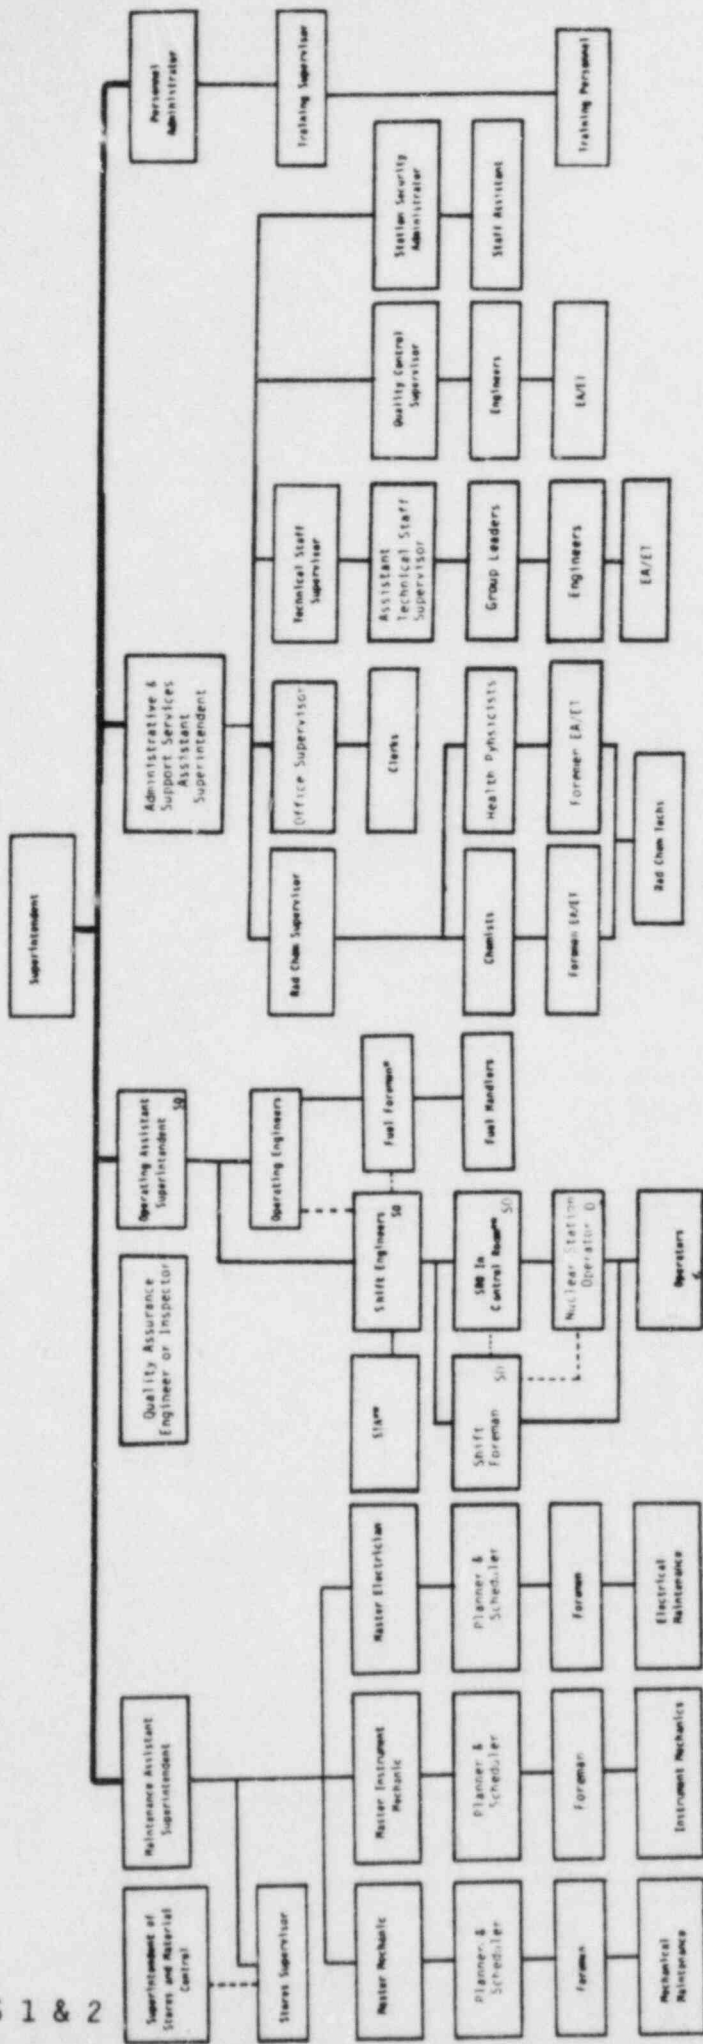 Superintendent
Superintendent of
Stores and Material
Control
Maintenance Assistant
Superintendent
Quality Assurance
Engineer or Inspector
Operating Assistant
Superintendent
SO
Administrative &
Support Services
Assistant
Superintendent
Personnel
Administrator
Stores Supervisor
Operating Engineers
Rad Chem Supervisor
Office Supervisor
Technical Staff
Supervisor
Training Supervisor
Master Mechanic
Master Instrument
Mechanic
Master Electrician
STA**
Shift Engineers
SO
Fuel Foreman*
Clerks
Assistant
Technical Staff
Supervisor
Quality Control
Supervisor
Station Security
Administrator
Planner &
Scheduler
Planner &
Scheduler
Planner &
Scheduler
Shift
Foreman
SO
SRO In
Control Room**
SO
Fuel Handlers
Chemists
Health Pyhsicists
Group Leaders
Engineers
Staff Assistant
Foreman
Foreman
Foreman
Nuclear Station
Operator O
Foremen EA/ET
Foremen EA/ET
Engineers
EA/ET
Training Personnel
Mechanical
Maintenance
Instrument Mechanics
Electrical
Maintenance
Operators
Rad Chem Techs
EA/ET
1 & 2